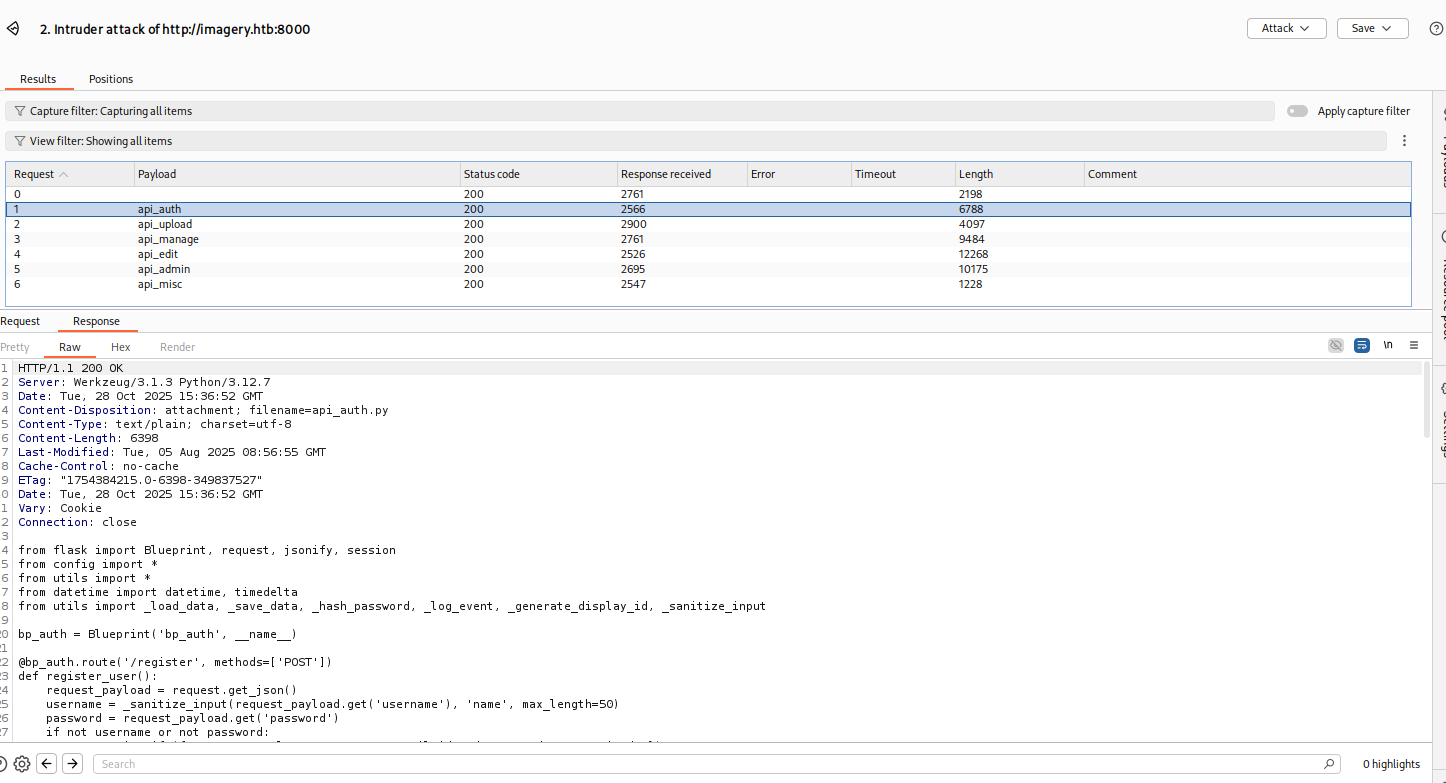 2. Intruder attack of http://imagery.htb:8000
Attack
Save
Results Positions
Capture filter: Capturing all items
Apply capture filter
View filter: Showing all items
Request Payload Status code Response received Error Timeout Length Comment
0 200 2761 2198
1 api_auth 200 2566 6788
2 api_upload 200 2900 4097
3 api_manage 200 2761 9484
4 api_edit 200 2526 12268
5 api_admin 200 2695 10175
6 api_misc 200 2547 1228
Request Response
Pretty Raw Hex Render
\n
1 HTTP/1.1 200 OK
2 Server: Werkzeug/3.1.3 Python/3.12.7
3 Date: Tue, 28 Oct 2025 15:36:52 GMT
4 Content-Disposition: attachment; filename=api_auth.py
5 Content-Type: text/plain; charset=utf-8
6 Content-Length: 6398
7 Last-Modified: Tue, 05 Aug 2025 08:56:55 GMT
8 Cache-Control: no-cache
9 ETag: "1754384215.0-6398-349837527"
0 Date: Tue, 28 Oct 2025 15:36:52 GMT
1 Vary: Cookie
2 Connection: close
3
4 from flask import Blueprint, request, jsonify, session
5 from config import *
6 from utils import *
7 from datetime import datetime, timedelta
8 from utils import _load_data, _save_data, _hash_password, _log_event, _generate_display_id, _sanitize_input
9
20 bp_auth = Blueprint('bp_auth', __name__)
21
22 @bp_auth.route('/register', methods=['POST'])
23 def register_user():
24 request_payload = request.get_json()
25 username = _sanitize_input(request_payload.get('username'), 'name', max_length=50)
26 password = request_payload.get('password')
27 if not username or not password:
Search
0 highlights